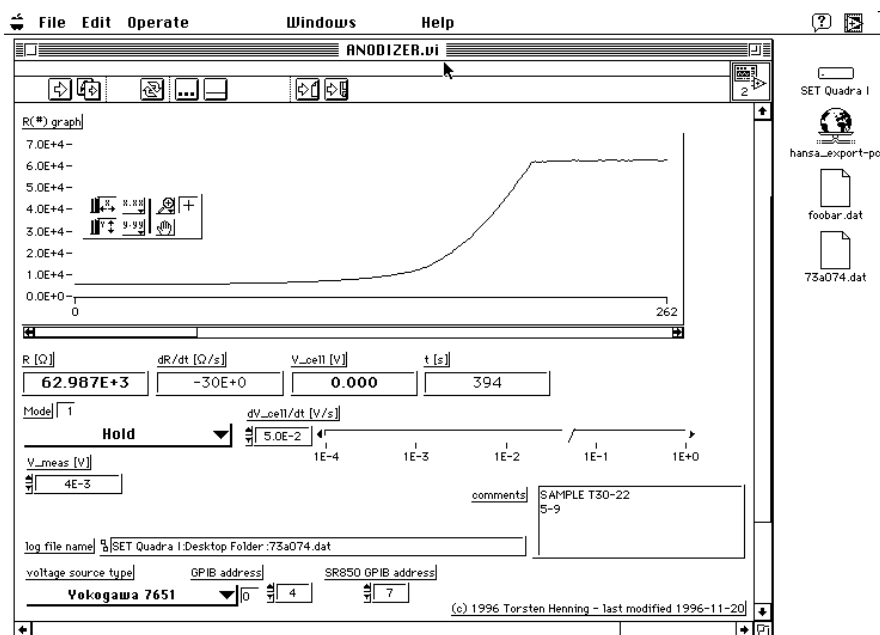 File Edit Operate Windows Help
ANODIZER.vi
2
SET Quadra I
hansa_export-pc
foobar.dat
73a074.dat
R(*) graph
7.0E+4
6.0E+4
5.0E+4
4.0E+4
3.0E+4
2.0E+4
1.0E+4
0.0E+0
x.xx
y.yy
0 262
R [Ω] dR/dt [Ω/s] V_cell [V] t [s]
62.987E+3 -30E+0 0.000 394
Mode 1 dV_cell/dt [V/s]
Hold 5.0E-2
1E-4 1E-3 1E-2 1E-1 1E+0
V_meas [V]
4E-3
comments SAMPLE T30-22
5-9
log file name SET Quadra I:Desktop Folder:73a074.dat
voltage source type GPIB address SR850 GPIB address
Yokogawa 7651 0 4 7
(c) 1996 Torsten Henning - last modified 1996-11-20